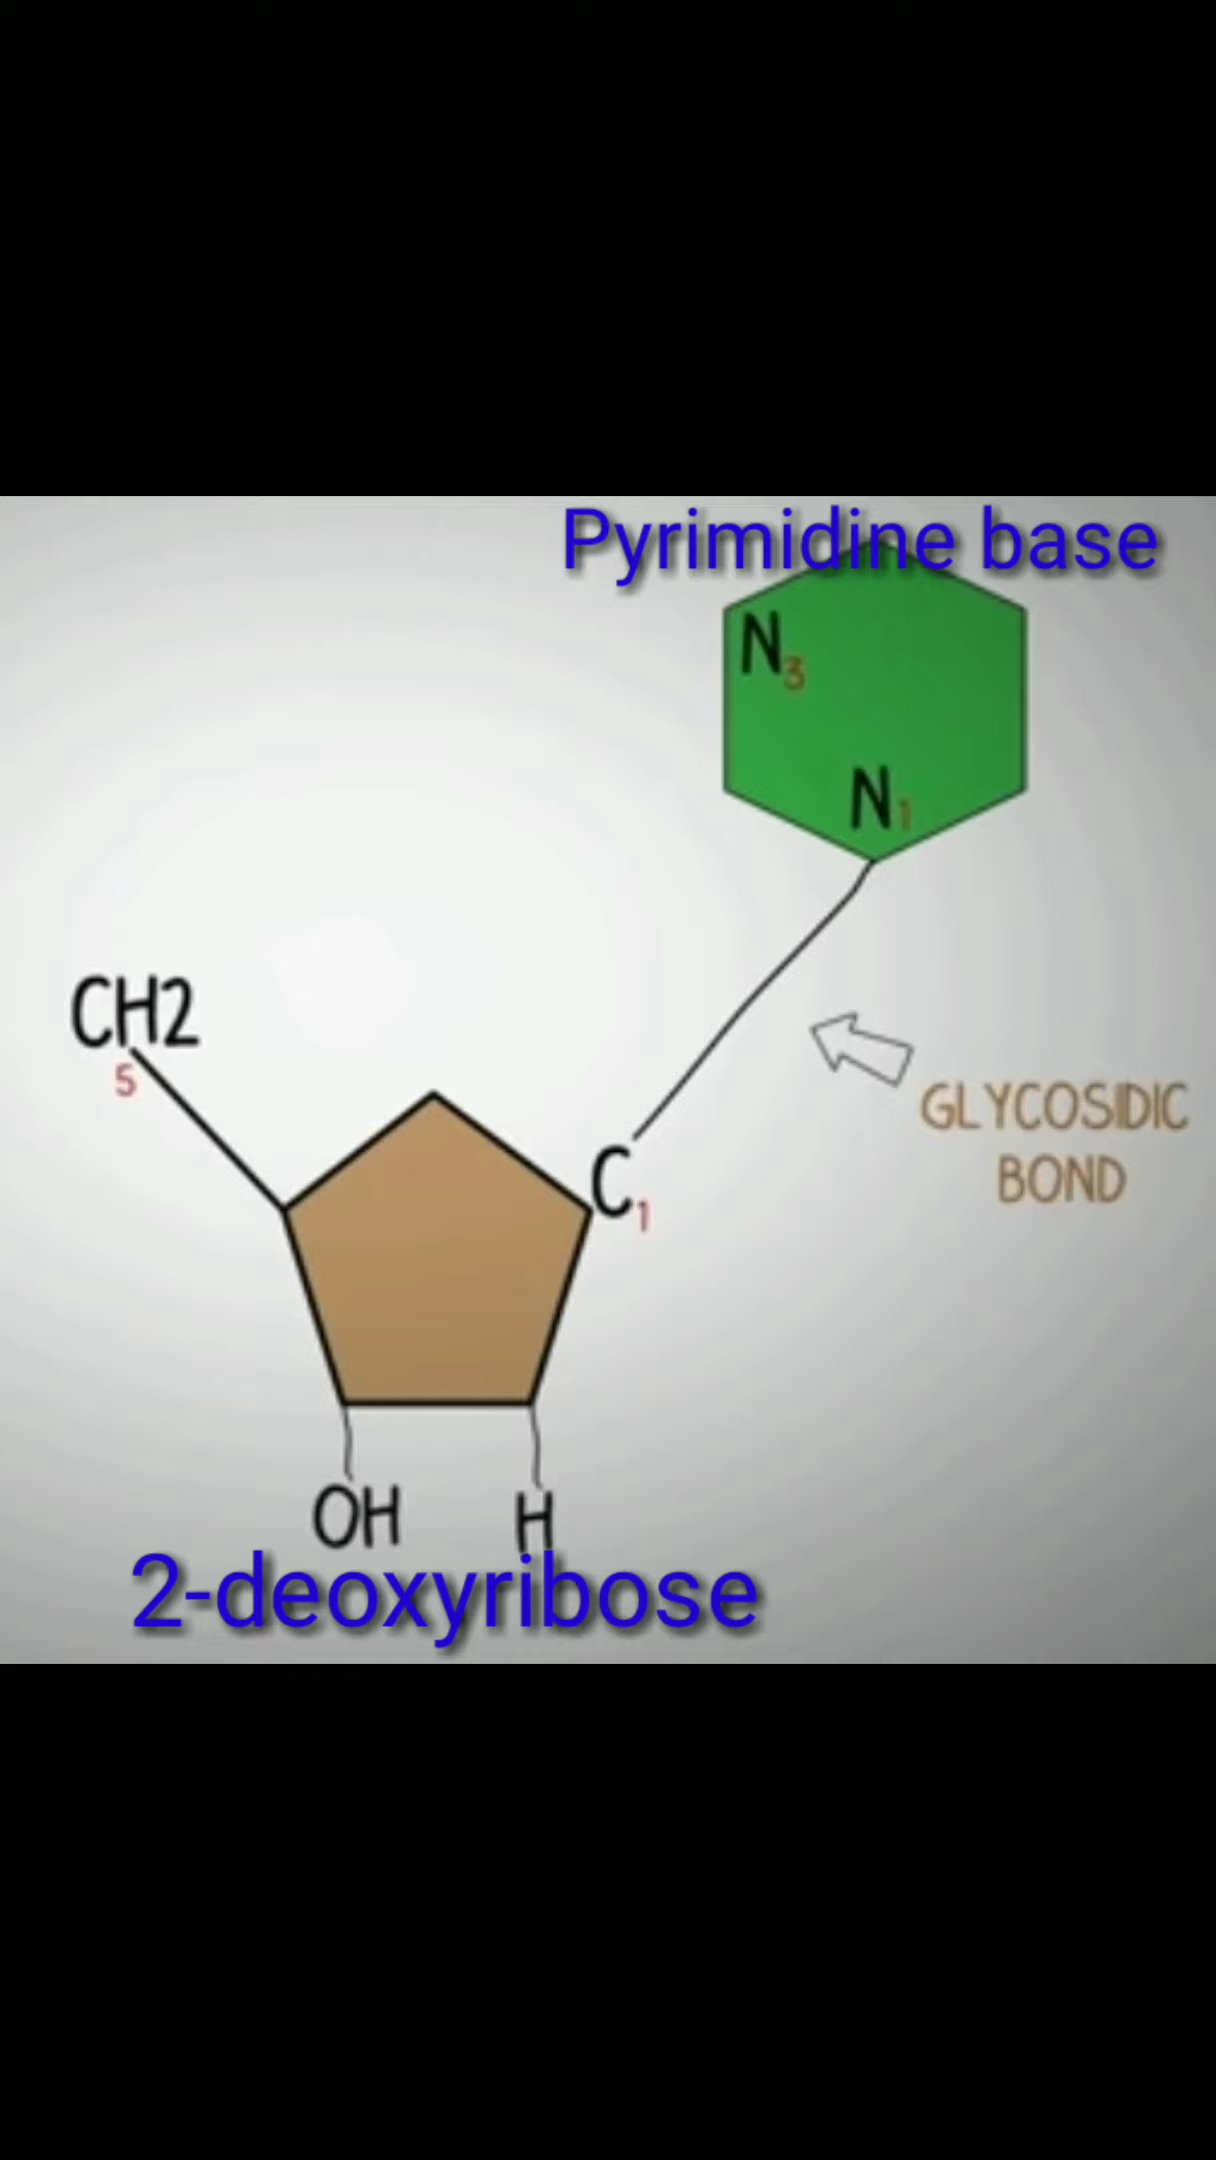 Pyrimidine base
N3
N1
CH2
5
GLYCOSIDIC
BOND
C1
OH H
2-deoxyribose